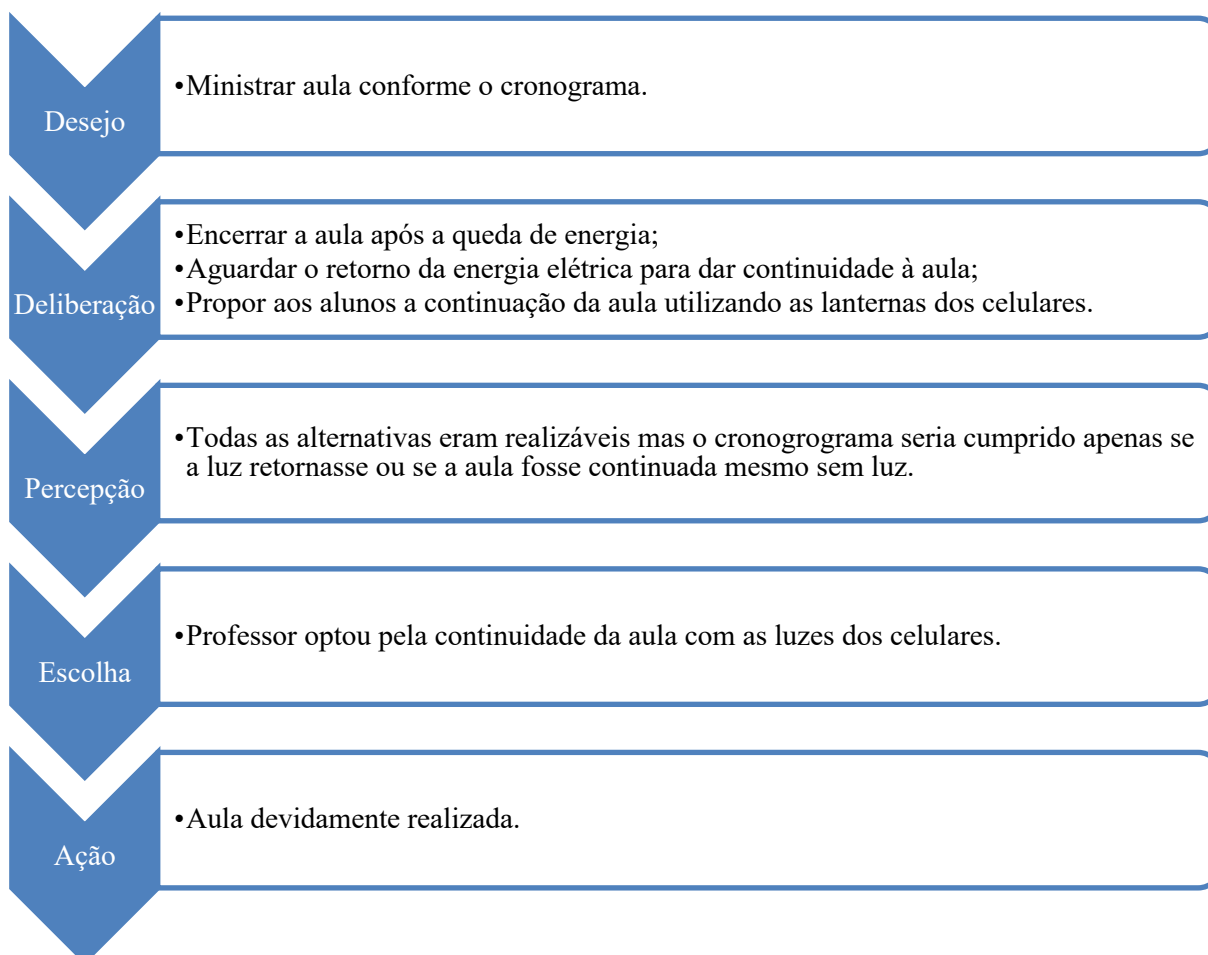 Desejo
•Ministrar aula conforme o cronograma.
Deliberação
•Encerrar a aula após a queda de energia;
•Aguardar o retorno da energia elétrica para dar continuidade à aula;
•Propor aos alunos a continuação da aula utilizando as lanternas dos celulares.
Percepção
•Todas as alternativas eram realizáveis mas o cronogrograma seria cumprido apenas se
a luz retornasse ou se a aula fosse continuada mesmo sem luz.
Escolha
•Professor optou pela continuidade da aula com as luzes dos celulares.
Ação
•Aula devidamente realizada.